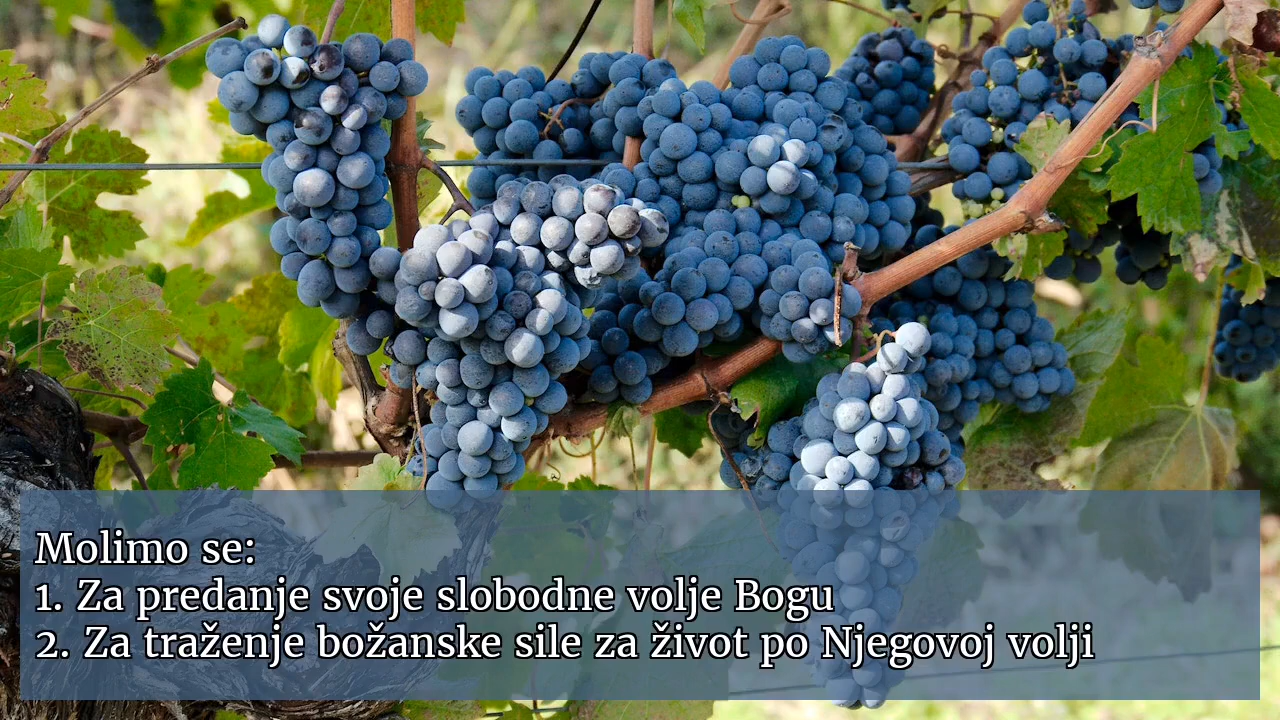 Molimo se:
1. Za predanje svoje slobodne volje Bogu
2. Za traženje božanske sile za život po Njegovoj volji